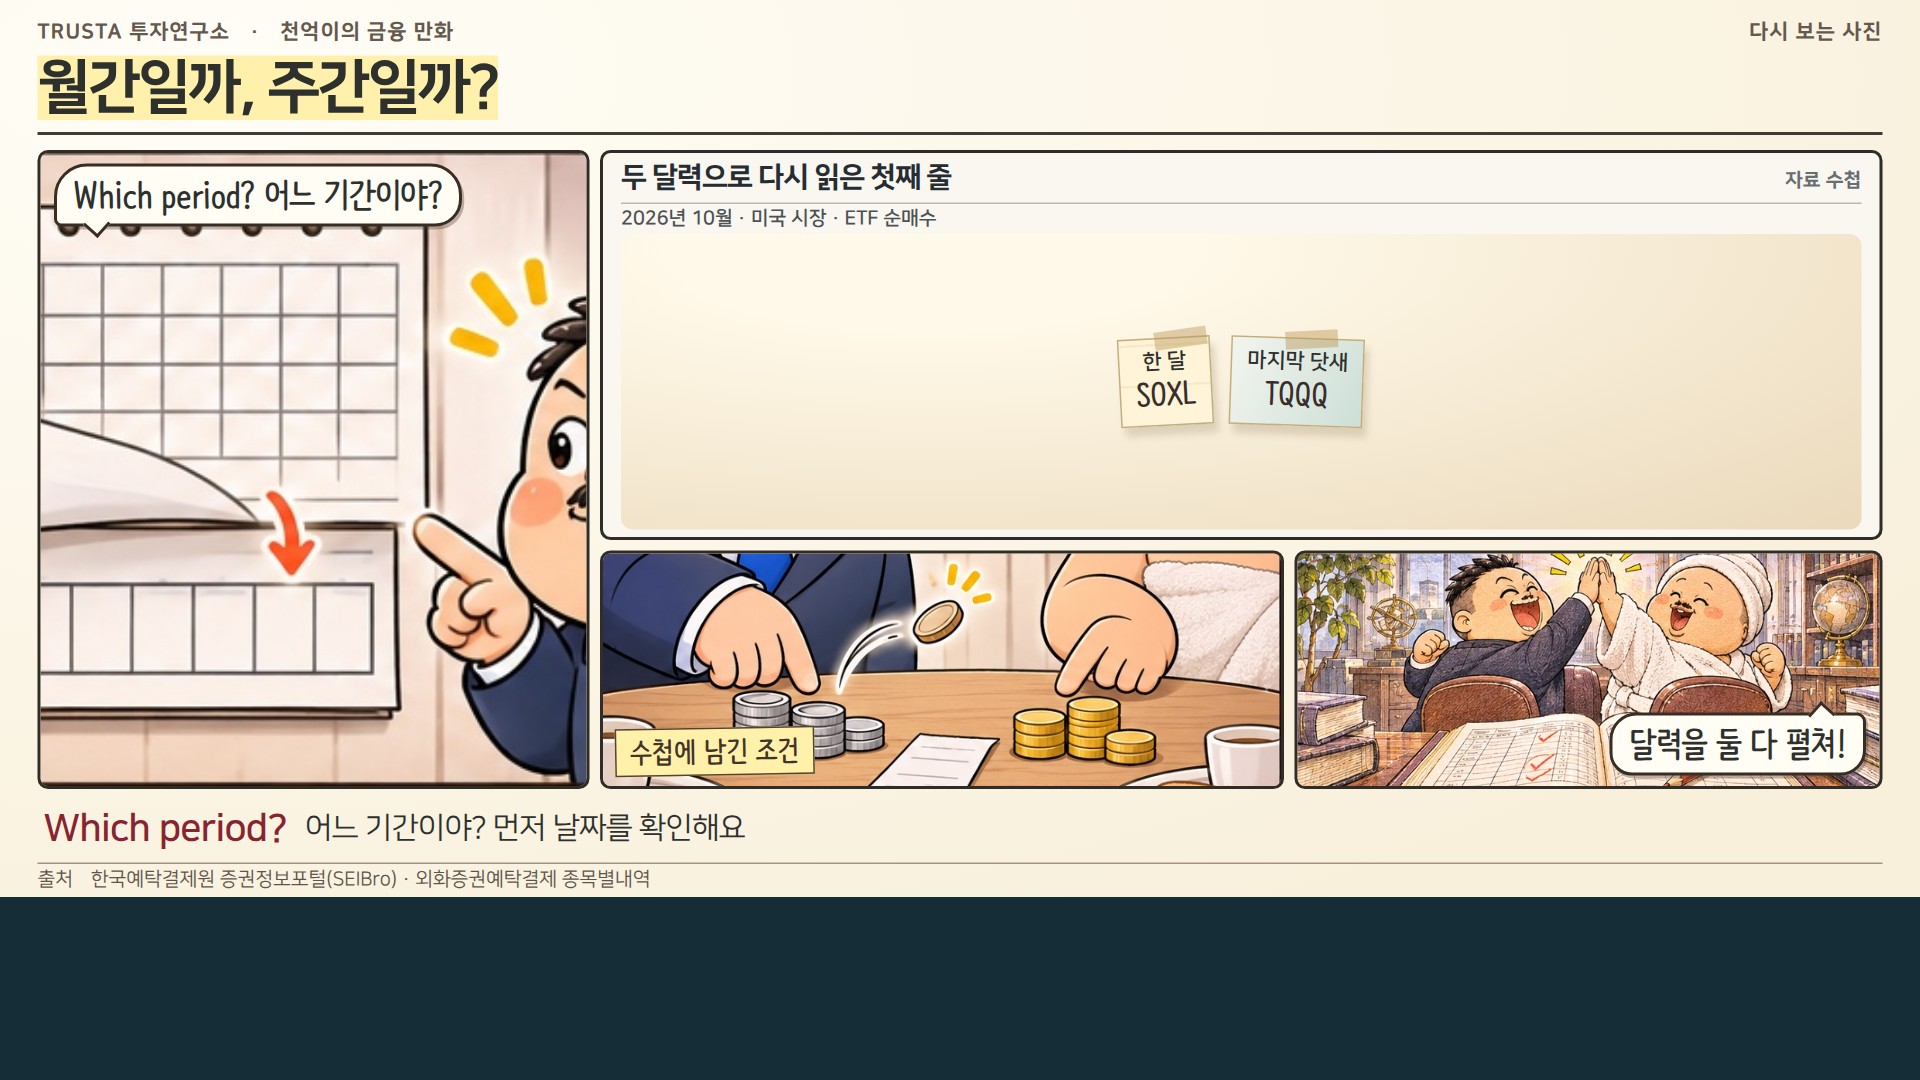 TRUSTA 투자연구소 · 천억이의 금융 만화
다시 보는 사진
월간일까, 주간일까?
Which period? 어느 기간이야?
두 달력으로 다시 읽은 첫째 줄
자료 수첩
2026년 10월 · 미국 시장 · ETF 순매수
한 달
SOXL
마지막 닷새
TQQQ
수첩에 남긴 조건
달력을 둘 다 펼쳐!
Which period? 어느 기간이야? 먼저 날짜를 확인해요
출처 한국예탁결제원 증권정보포털(SEIBro) · 외화증권예탁결제 종목별내역